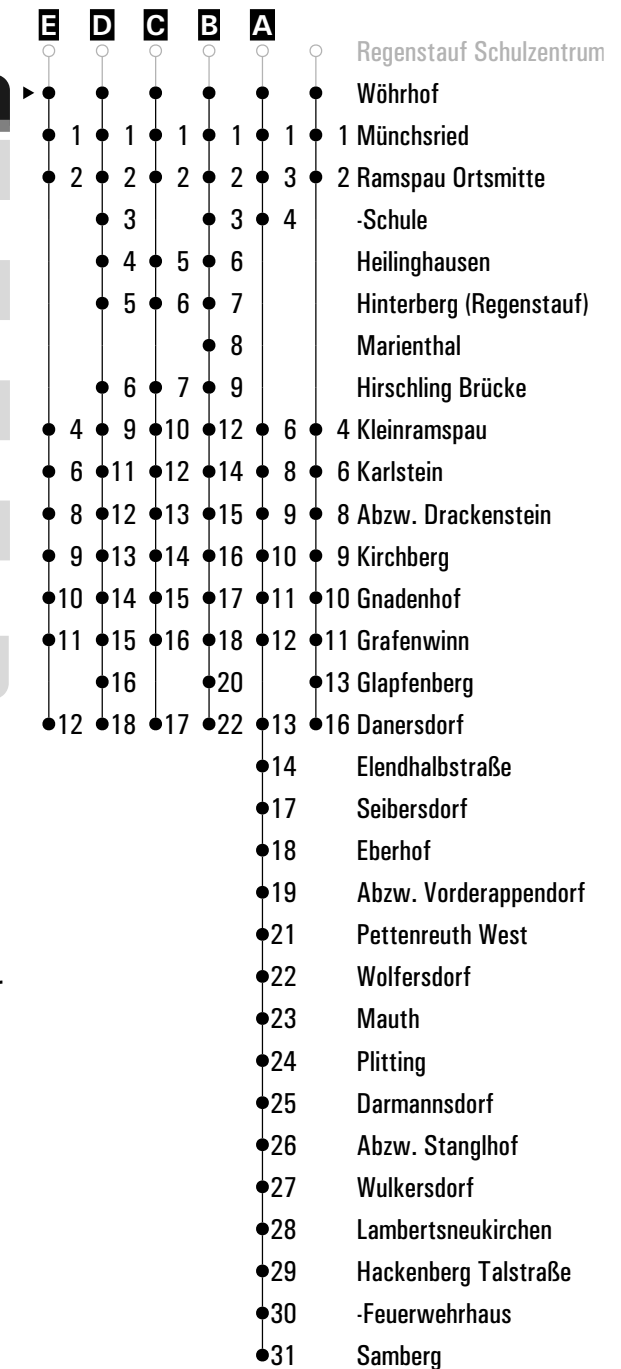 E D C B A
Regenstauf Schulzentrum
Wöhrhof
1 1 1 1 1 1 Münchsried
2 2 2 2 3 2 Ramspau Ortsmitte
3 3 4 -Schule
4 5 6 Heilinghausen
5 6 7 Hinterberg (Regenstauf)
8 Marienthal
6 7 9 Hirschling Brücke
4 9 10 12 6 4 Kleinramspau
6 11 12 14 8 6 Karlstein
8 12 13 15 9 8 Abzw. Drackenstein
9 13 14 16 10 9 Kirchberg
10 14 15 17 11 10 Gnadenhof
11 15 16 18 12 11 Grafenwinn
16 20 13 Glapfenberg
12 18 17 22 13 16 Danersdorf
14 Elendhalbstraße
17 Seibersdorf
18 Eberhof
19 Abzw. Vorderappendorf
21 Pettenreuth West
22 Wolfersdorf
23 Mauth
24 Plitting
25 Darmannsdorf
26 Abzw. Stanglhof
27 Wulkersdorf
28 Lambertsneukirchen
29 Hackenberg Talstraße
30 -Feuerwehrhaus
31 Samberg